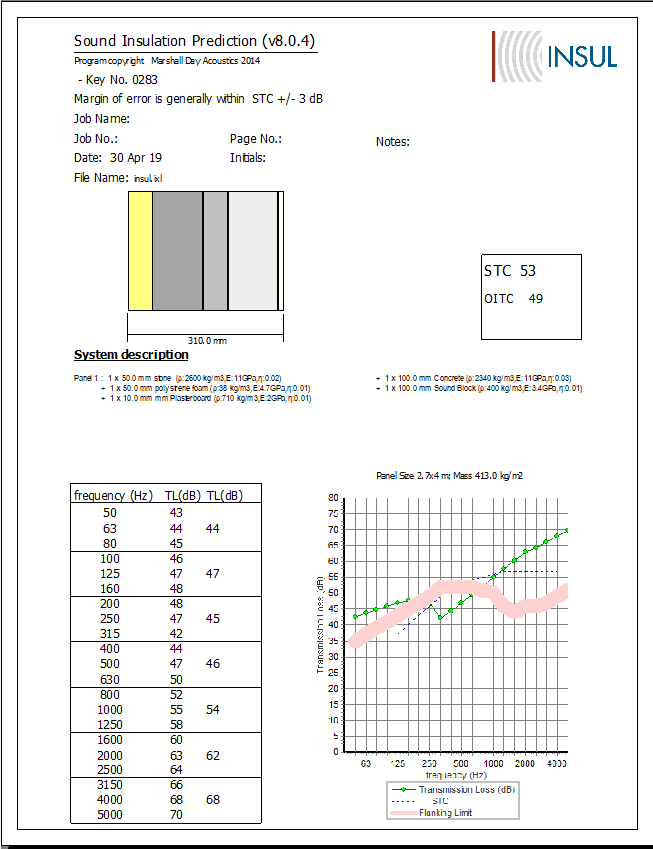 Sound Insulation Prediction (v8.0.4)
Program copyright Marshall Day Acoustics 2014
- Key No. 0283
Margin of error is generally within STC +/- 3 dB
Job Name:
Job No.: Page No.:
Date: 30 Apr 19 Initials:
File Name: insul.ixl
INSUL
Notes:
310.0 mm
STC 53
OITC 49
System description
Panel 1 : 1 x 50.0 mm stone (ρ:2600 kg/m3,E:11GPa,η:0.02)
+ 1 x 100.0 mm Concrete (ρ:2340 kg/m3,E:11GPa,η:0.03)
+ 1 x 50.0 mm polystrene foam (ρ:38 kg/m3,E:4.7GPa,η:0.01)
+ 1 x 100.0 mm Sound Block (ρ:400 kg/m3,E:3.4GPa,η:0.01)
+ 1 x 10.0 mm mm Plasterboard (ρ:710 kg/m3,E:2GPa,η:0.01)
frequency (Hz) TL(dB) TL(dB)
50 43
63 44 44
80 45
100 46
125 47 47
160 48
200 48
250 47 45
315 42
400 44
500 47 46
630 50
800 52
1000 55 54
1250 58
1600 60
2000 63 62
2500 64
3150 66
4000 68 68
5000 70
Panel Size 2.7x4 m; Mass 413.0 kg/m2
Transmission Loss (dB)
80
75
70
65
60
55
50
45
40
35
30
25
20
15
10
5
0
63 125 250 500 1000 2000 4000
frequency (Hz)
Transmission Loss (dB)
STC
Flanking Limit